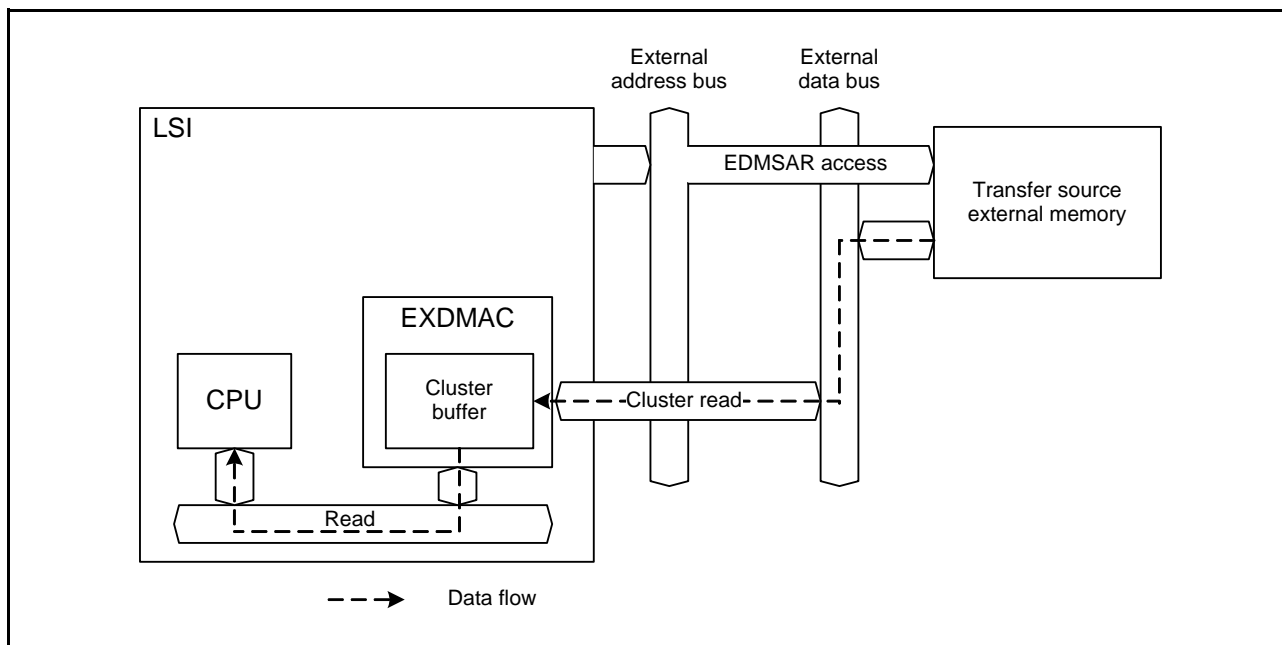 External
address bus
External
data bus
LSI
EDMSAR access
Transfer source
external memory
EXDMAC
CPU
Cluster
buffer
Cluster read
Read
Data flow